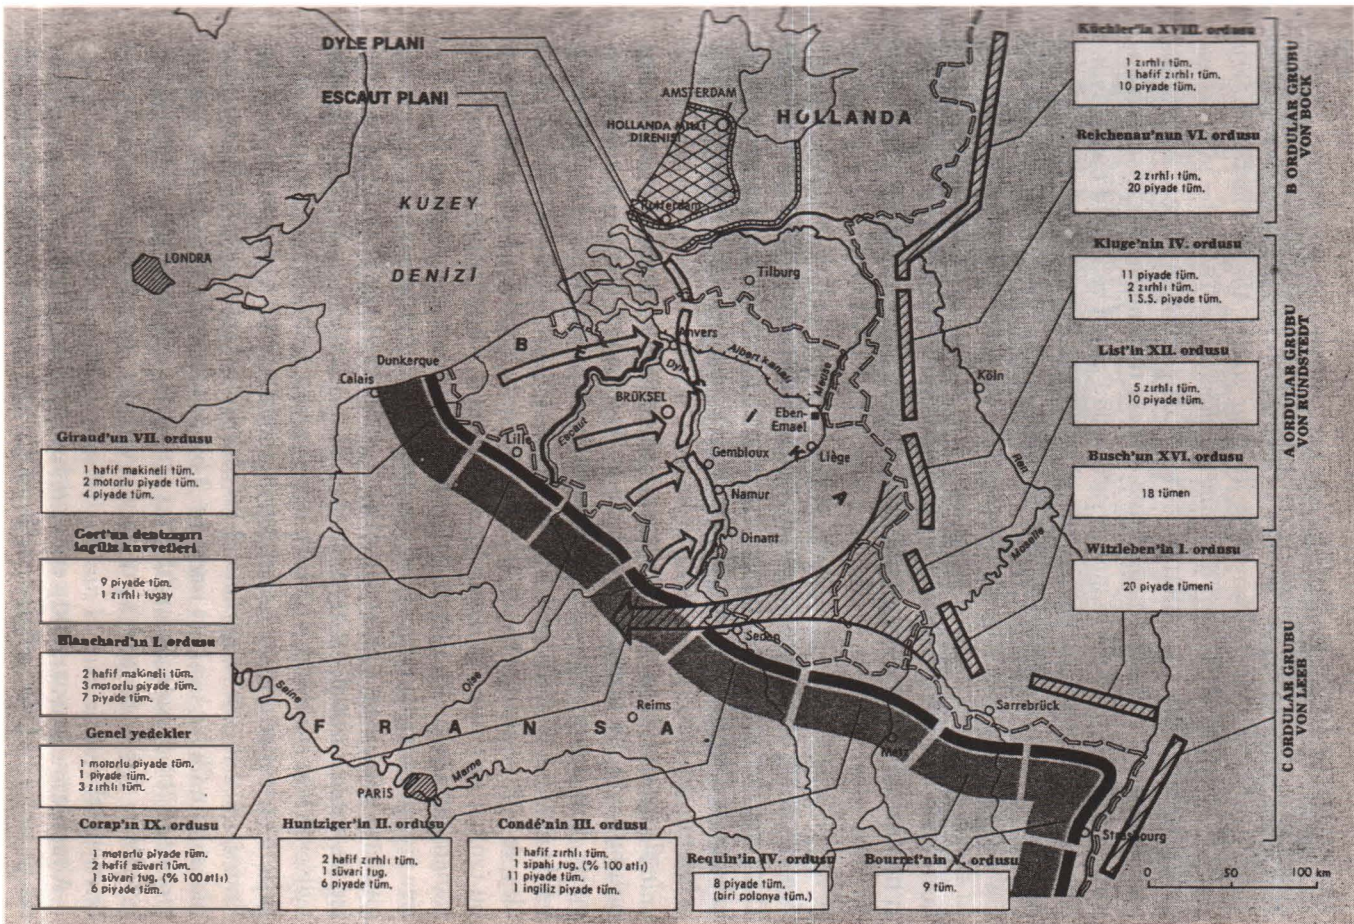 DYLE PLANI
ESCAUT PLANI
AMSTERDAM
HOLLANDA
HOLLANDA MİLLİ
DİRENİŞİ
Rotterdam
KUZEY
DENİZİ
LONDRA
Tilburg
Anvers
Albert kanalı
Meuse
Köln
Dunkerque
Calais
B E
Dyle
BRÜKSEL
Escaut
Eben-
Emael
İ
K
A
Lille
Gembloux
Liège
Namur
Dinant
Ren
Moselle
Sedan
Seine
Oise
Reims
FRANSA
Marne
PARİS
Sarrebrück
Metz
Strasbourg
0 50 100 km
Küchler'in XVIII. ordusu
1 zırhlı tüm.
1 hafif zırhlı tüm.
10 piyade tüm.
Reichenau'nun VI. ordusu
2 zırhlı tüm.
20 piyade tüm.
B ORDULAR GRUBU
VON BOCK
Kluge'nin IV. ordusu
11 piyade tüm.
2 zırhlı tüm.
1 S.S. piyade tüm.
List'in XII. ordusu
5 zırhlı tüm.
10 piyade tüm.
Busch'un XVI. ordusu
18 tümen
A ORDULAR GRUBU
VON RUNDSTEDT
Witzleben'in I. ordusu
20 piyade tümeni
C ORDULAR GRUBU
VON LEEB
Giraud'un VII. ordusu
1 hafif makineli tüm.
2 motorlu piyade tüm.
4 piyade tüm.
Gort'un denizaşırı
ingiliz kuvvetleri
9 piyade tüm.
1 zırhlı tugay
Blanchard'ın I. ordusu
2 hafif makineli tüm.
3 motorlu piyade tüm.
7 piyade tüm.
Genel yedekler
1 motorlu piyade tüm.
1 piyade tüm.
3 zırhlı tüm.
Corap'ın IX. ordusu
1 motorlu piyade tüm.
2 hafif süvari tüm.
1 süvari tug. (% 100 atlı)
6 piyade tüm.
Huntziger'in II. ordusu
2 hafif zırhlı tüm.
1 süvari tug.
6 piyade tüm.
Condé'nin III. ordusu
1 hafif zırhlı tüm.
1 sipahi tug. (% 100 atlı)
11 piyade tüm.
1 ingiliz piyade tüm.
Requin'in IV. ordusu
8 piyade tüm.
(biri polonya tüm.)
Bourret'nin V. ordusu
9 tüm.